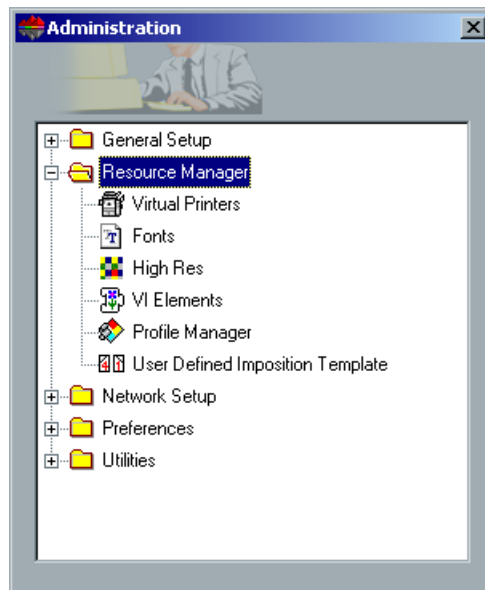 Administration
General Setup
Resource Manager
Virtual Printers
Fonts
High Res
VI Elements
Profile Manager
User Defined Imposition Template
Network Setup
Preferences
Utilities